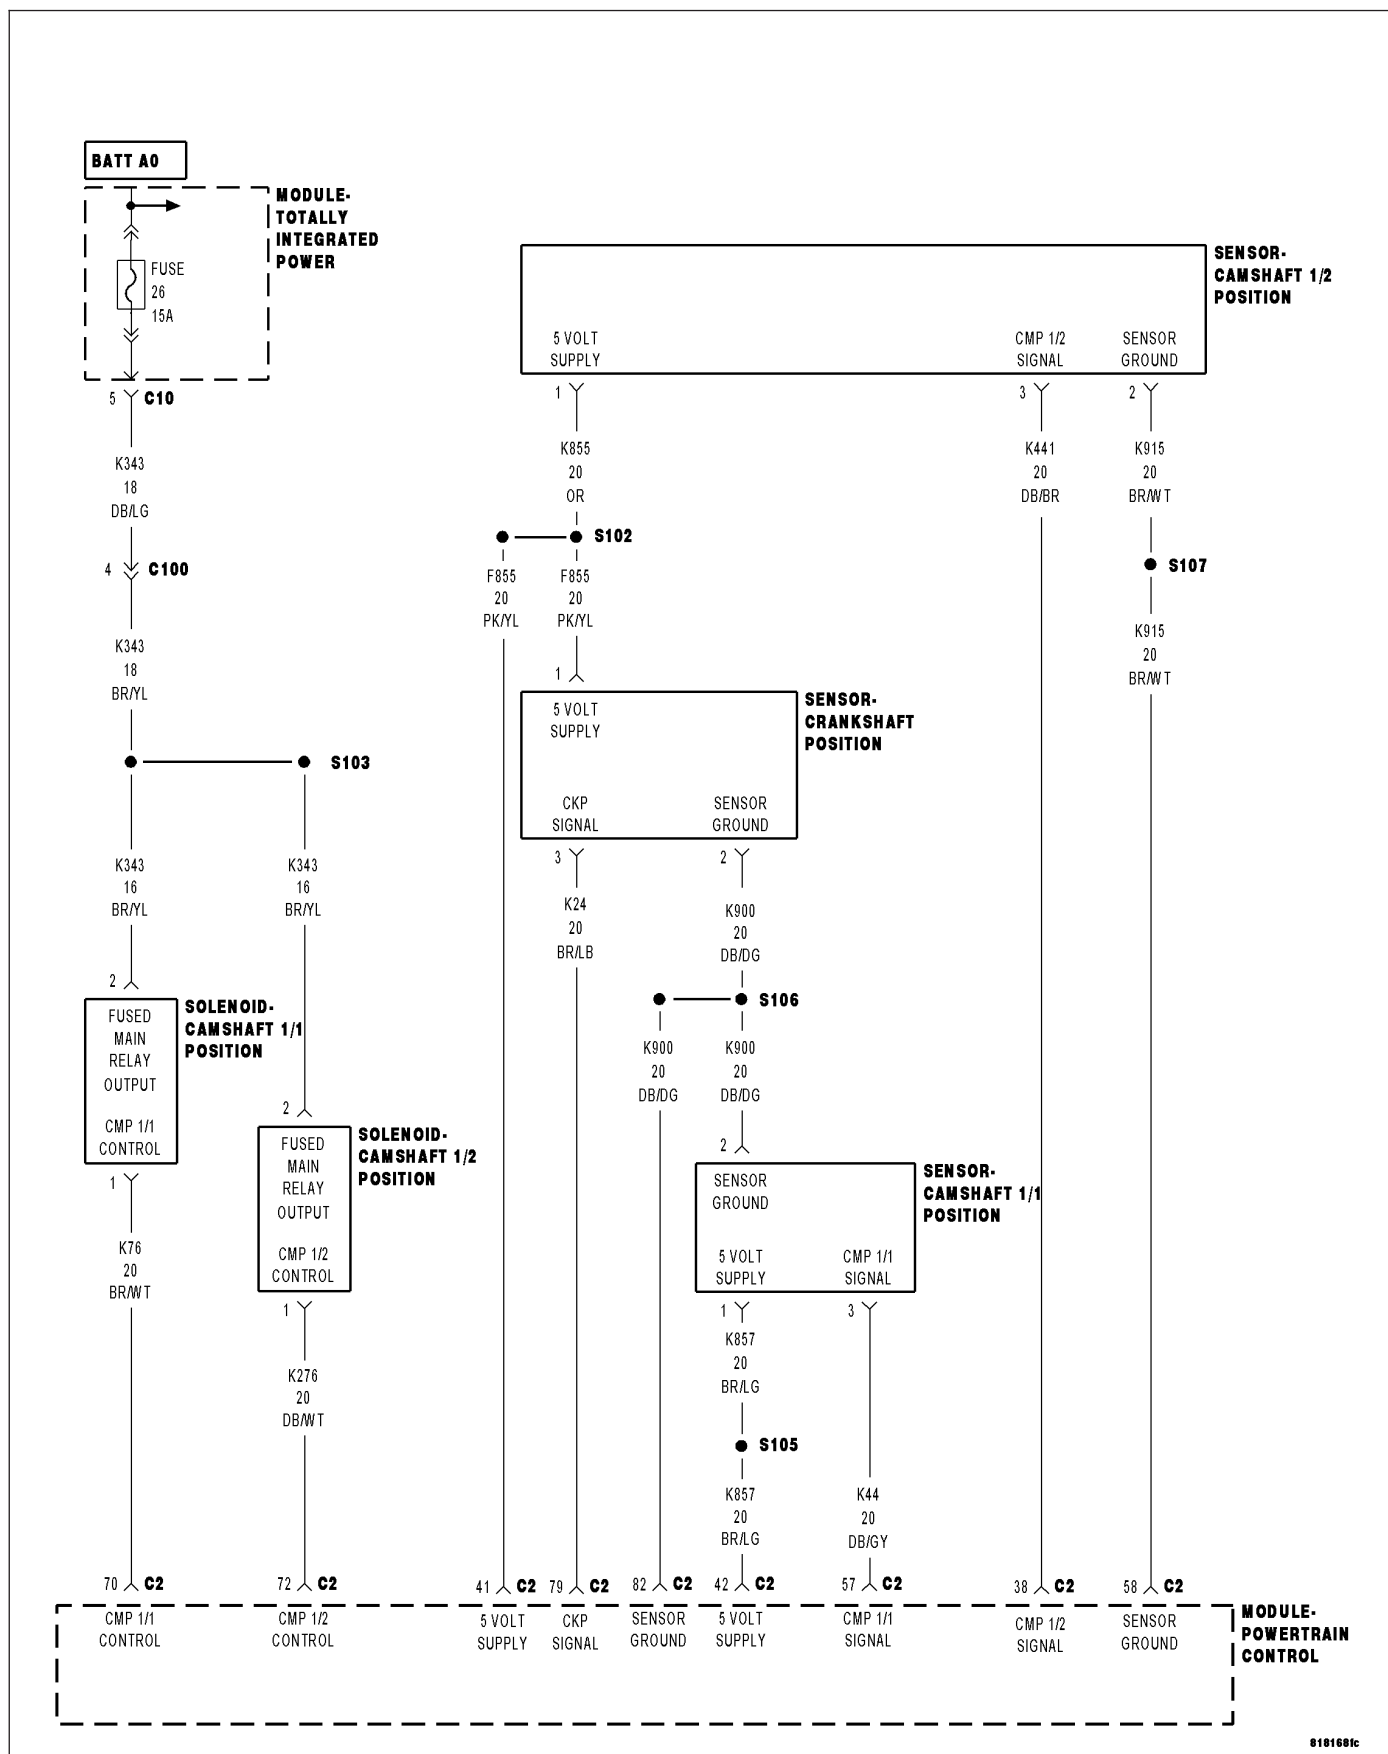 BATT A0
MODULE-
TOTALLY
INTEGRATED
POWER
FUSE
26
15A
5
C10
K343
18
DB/LG
4
C100
K343
18
BR/YL
S103
K343
16
BR/YL
K343
16
BR/YL
2
SOLENOID-
CAMSHAFT 1/1
POSITION
FUSED
MAIN
RELAY
OUTPUT
CMP 1/1
CONTROL
1
K76
20
BR/WT
2
SOLENOID-
CAMSHAFT 1/2
POSITION
FUSED
MAIN
RELAY
OUTPUT
CMP 1/2
CONTROL
1
K276
20
DB/WT
SENSOR-
CAMSHAFT 1/2
POSITION
5 VOLT
SUPPLY
CMP 1/2
SIGNAL
SENSOR
GROUND
1
3
2
K855
20
OR
K441
20
DB/BR
K915
20
BR/WT
S102
S107
F855
20
PK/YL
F855
20
PK/YL
K915
20
BR/WT
1
SENSOR-
CRANKSHAFT
POSITION
5 VOLT
SUPPLY
CKP
SIGNAL
SENSOR
GROUND
3
2
K24
20
BR/LB
K900
20
DB/DG
S106
K900
20
DB/DG
K900
20
DB/DG
2
SENSOR-
CAMSHAFT 1/1
POSITION
SENSOR
GROUND
5 VOLT
SUPPLY
CMP 1/1
SIGNAL
1
3
K857
20
BR/LG
S105
K857
20
BR/LG
K44
20
DB/GY
70 C2
72 C2
41 C2
79 C2
82 C2
42 C2
57 C2
38 C2
58 C2
CMP 1/1
CONTROL
CMP 1/2
CONTROL
5 VOLT
SUPPLY
CKP
SIGNAL
SENSOR
GROUND
5 VOLT
SUPPLY
CMP 1/1
SIGNAL
CMP 1/2
SIGNAL
SENSOR
GROUND
MODULE-
POWERTRAIN
CONTROL
818168fc